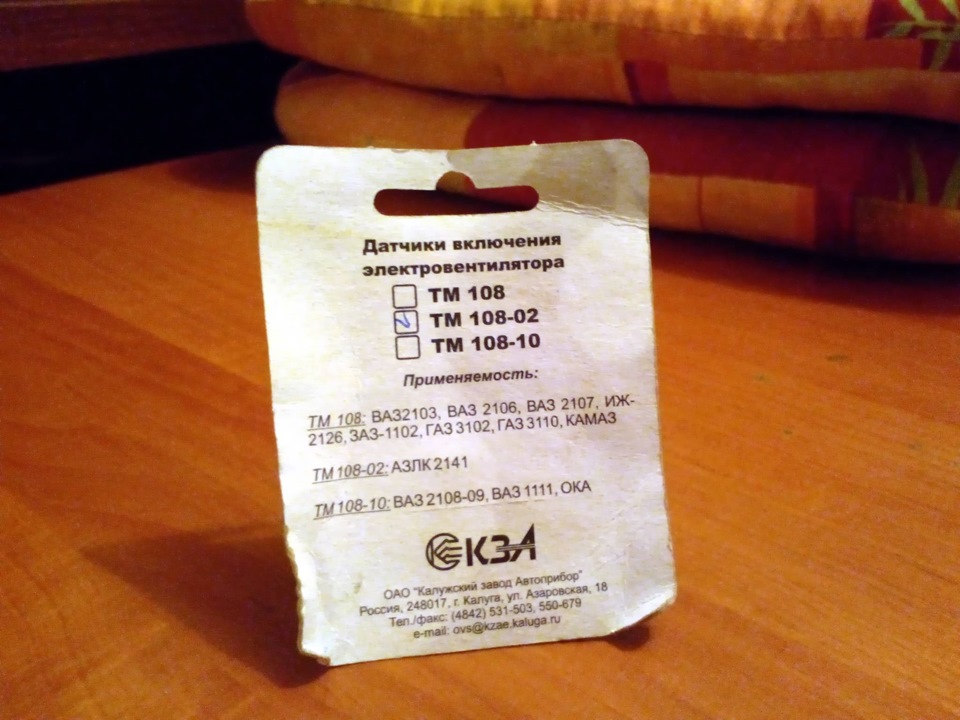 Датчики включения
электровентилятора
ТМ 108
ТМ 108-02
ТМ 108-10
Применяемость:
ТМ 108: ВАЗ2103, ВАЗ 2106, ВАЗ 2107, ИЖ-
2126, ЗАЗ-1102, ГАЗ 3102, ГАЗ 3110, КАМАЗ
ТМ 108-02: АЗЛК 2141
ТМ 108-10: ВАЗ 2108-09, ВАЗ 1111, ОКА
КЗА
ОАО "Калужский завод Автоприбор"
Россия, 248017, г. Калуга, ул. Азаровская, 18
Тел./факс: (4842) 531-503, 550-679
e-mail: ovs@kzae.kaluga.ru